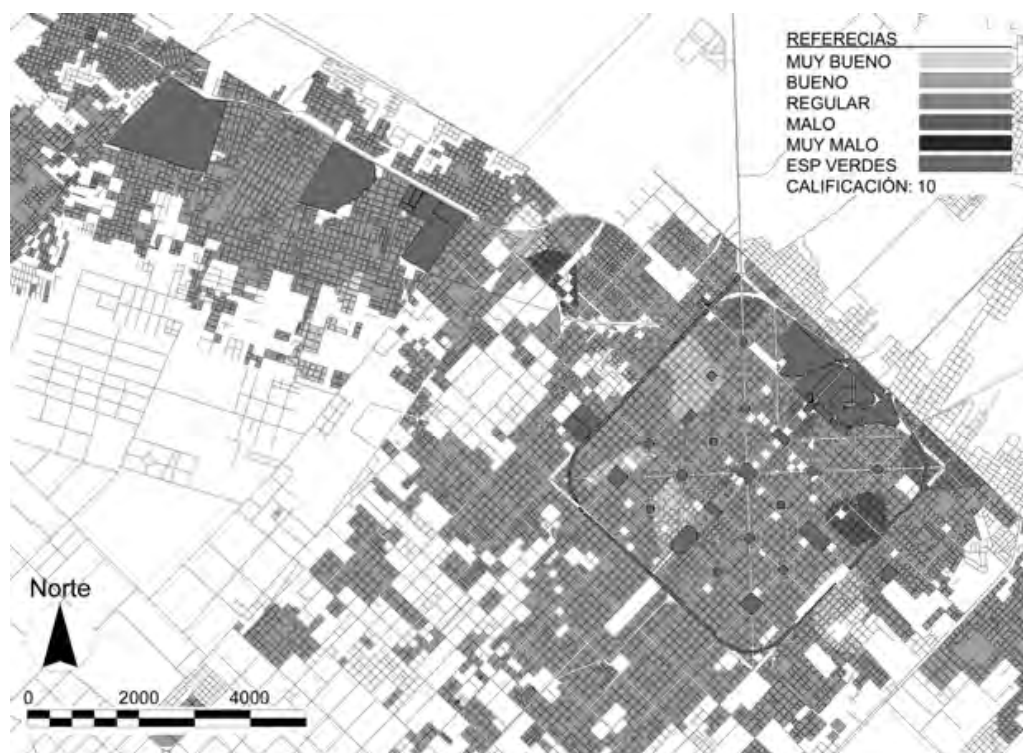 REFERECIAS
MUY BUENO
BUENO
REGULAR
MALO
MUY MALO
ESP VERDES
CALIFICACIÓN: 10
Norte
0 2000 4000